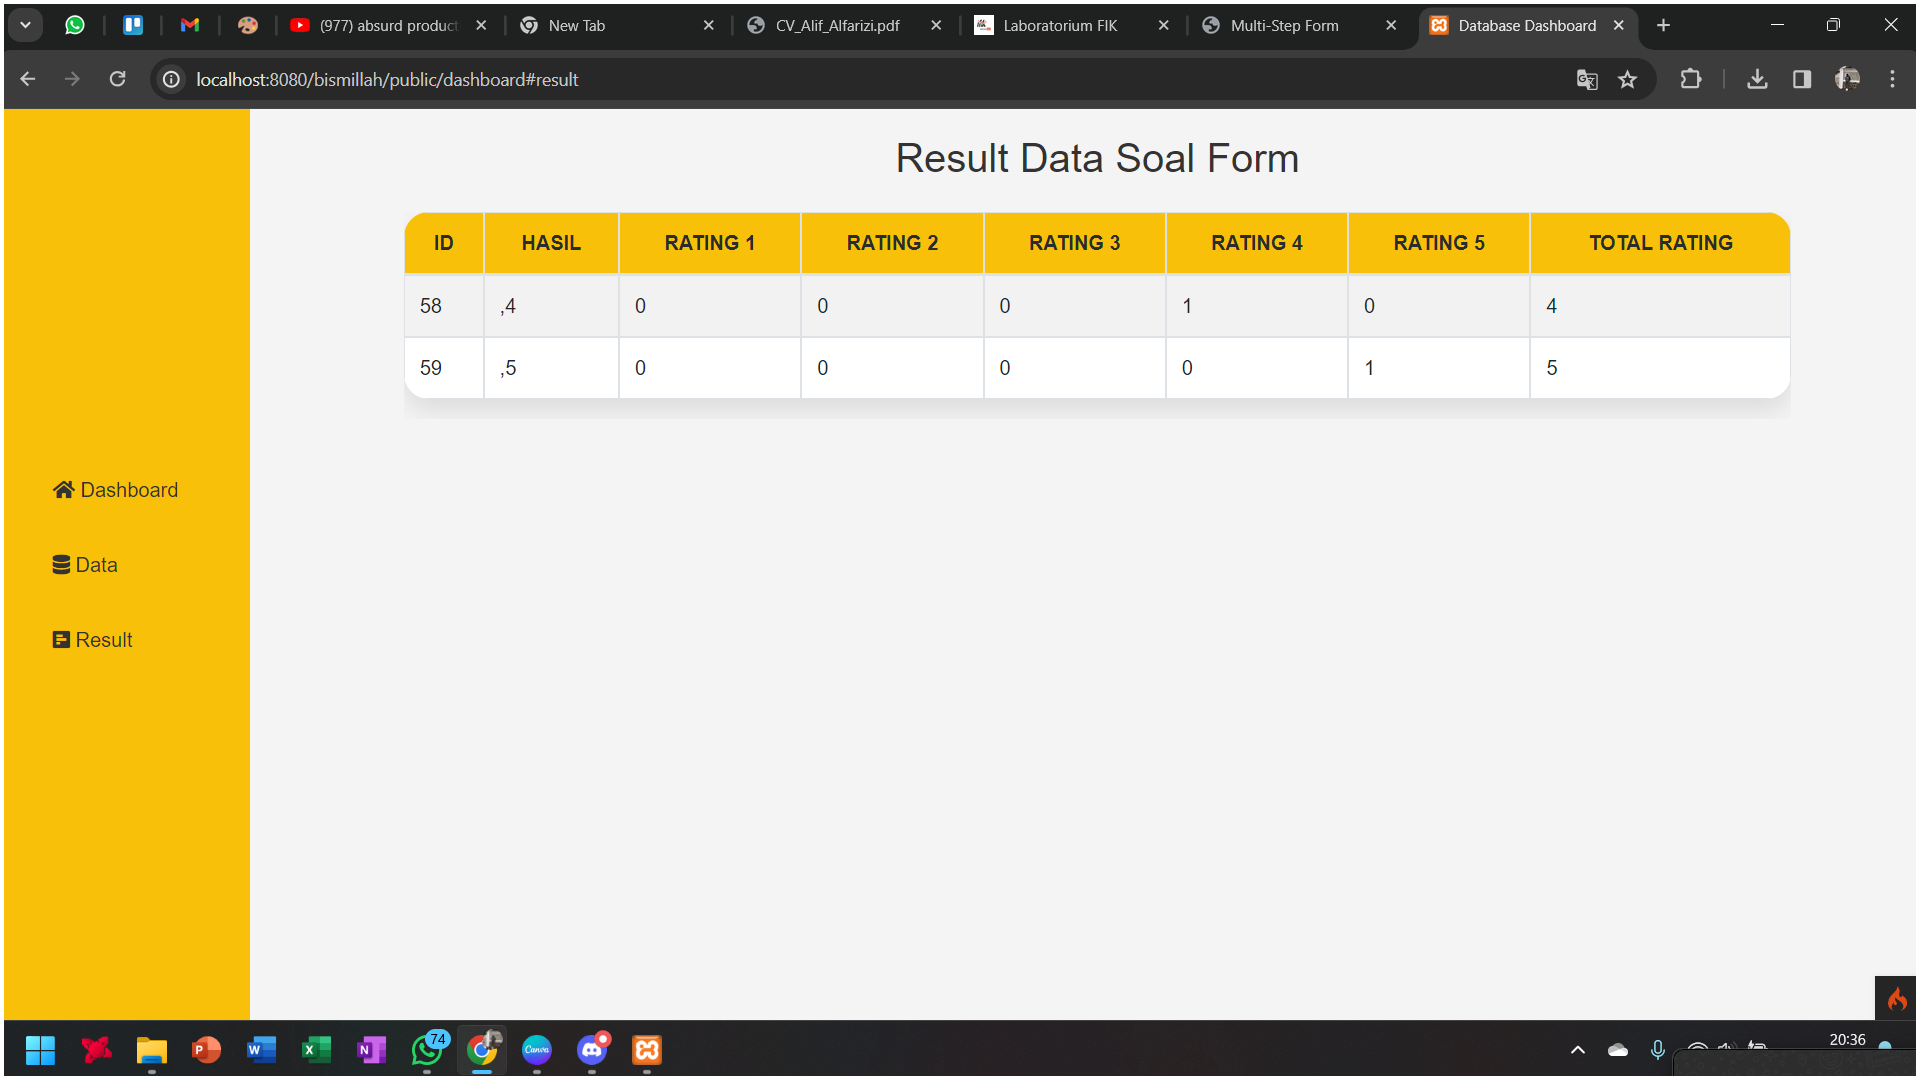 (977) absurd product
New Tab
CV_Alif_Alfarizi.pdf
Laboratorium FIK
Multi-Step Form
Database Dashboard
localhost:8080/bismillah/public/dashboard#result
Result Data Soal Form
ID HASIL RATING 1 RATING 2 RATING 3 RATING 4 RATING 5 TOTAL RATING
58 ,4 0 0 0 1 0 4
59 ,5 0 0 0 0 1 5
Dashboard
Data
Result
P W X N 74 Canva
20:36